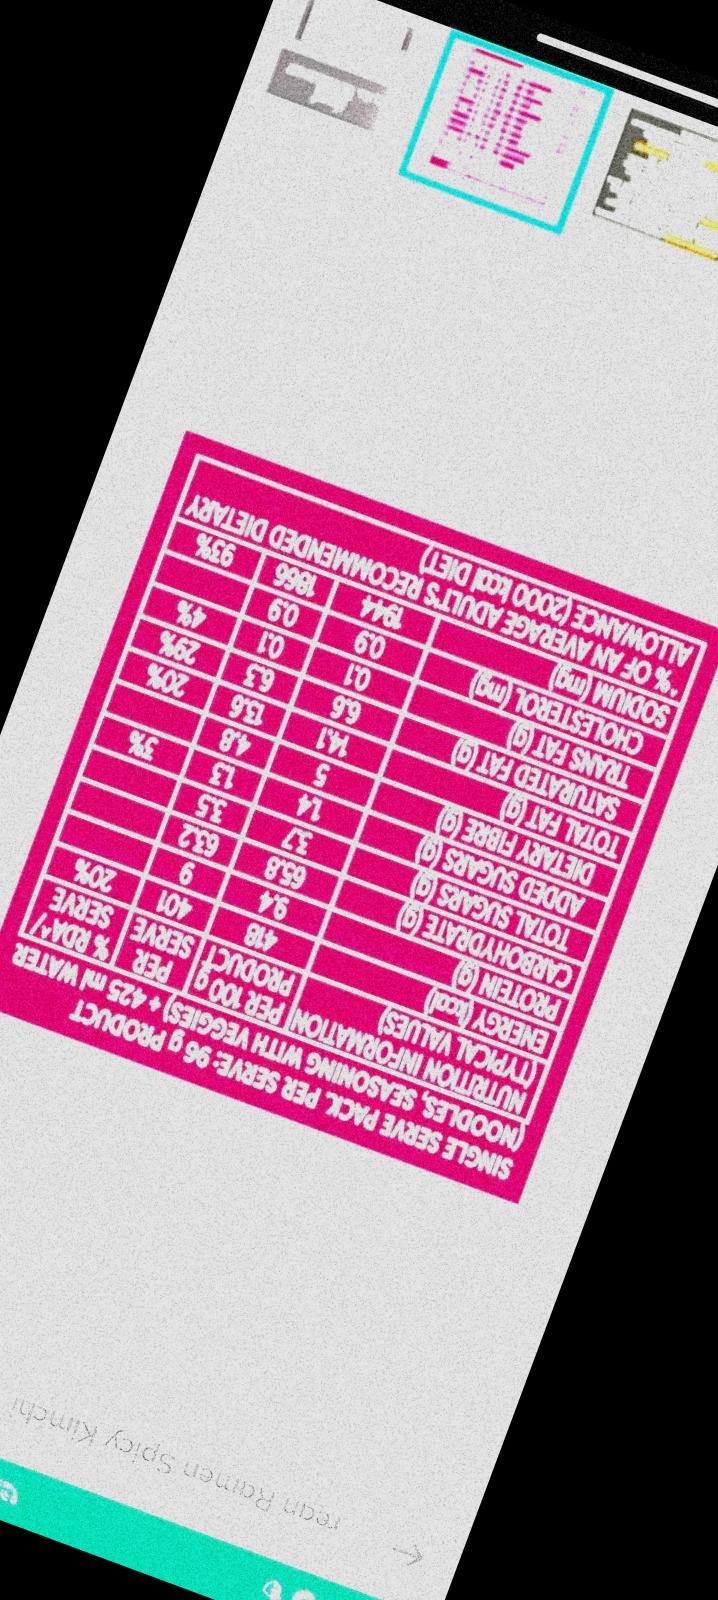 rean Ramen Spicy Kimchi
SINGLE SERVE PACK. PER SERVE: 96 g PRODUCT
(NOODLES, SEASONING WITH VEGGIES) + 425 ml WATER
NUTRITION INFORMATION (TYPICAL VALUES) PER 100 g PRODUCT PER SERVE % RDA^/ SERVE
ENERGY (kcal) 418 401 20%
PROTEIN (g) 9.4 9
CARBOHYDRATE (g) 65.8 63.2
TOTAL SUGARS (g) 3.7 3.5
ADDED SUGARS (g) 1.4 1.3 3%
DIETARY FIBRE (g) 5 4.8
TOTAL FAT (g) 14.1 13.6 20%
SATURATED FAT (g) 6.6 6.3 29%
TRANS FAT (g) 0.1 0.1 4%
CHOLESTEROL (mg) 0.9 0.9
SODIUM (mg) 1944 1866 93%
^% OF AN AVERAGE ADULT'S RECOMMENDED DIETARY
ALLOWANCE (2000 kcal DIET)